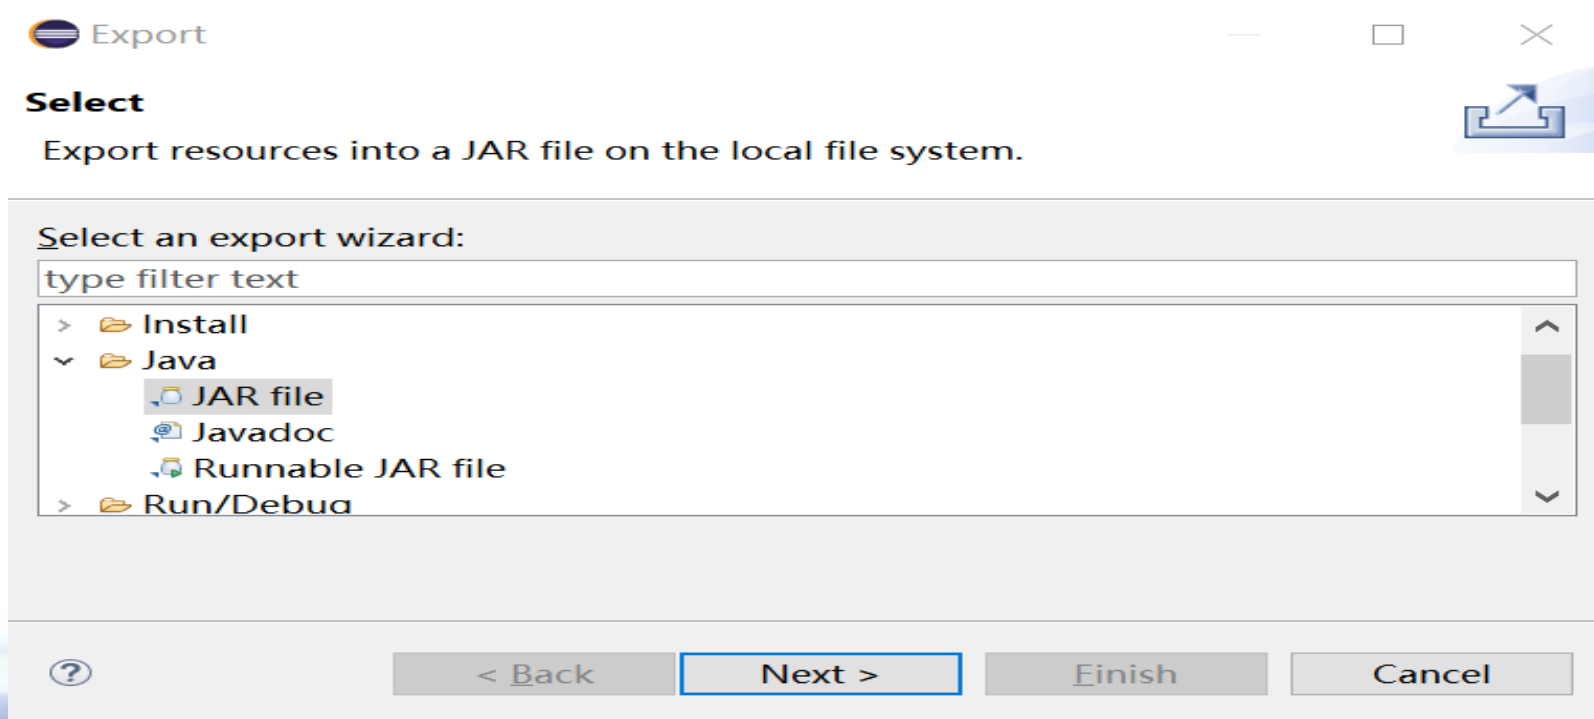 Export
Select
Export resources into a JAR file on the local file system.
Select an export wizard:
type filter text
Install
Java
JAR file
Javadoc
Runnable JAR file
Run/Debug
< Back Next > Finish Cancel